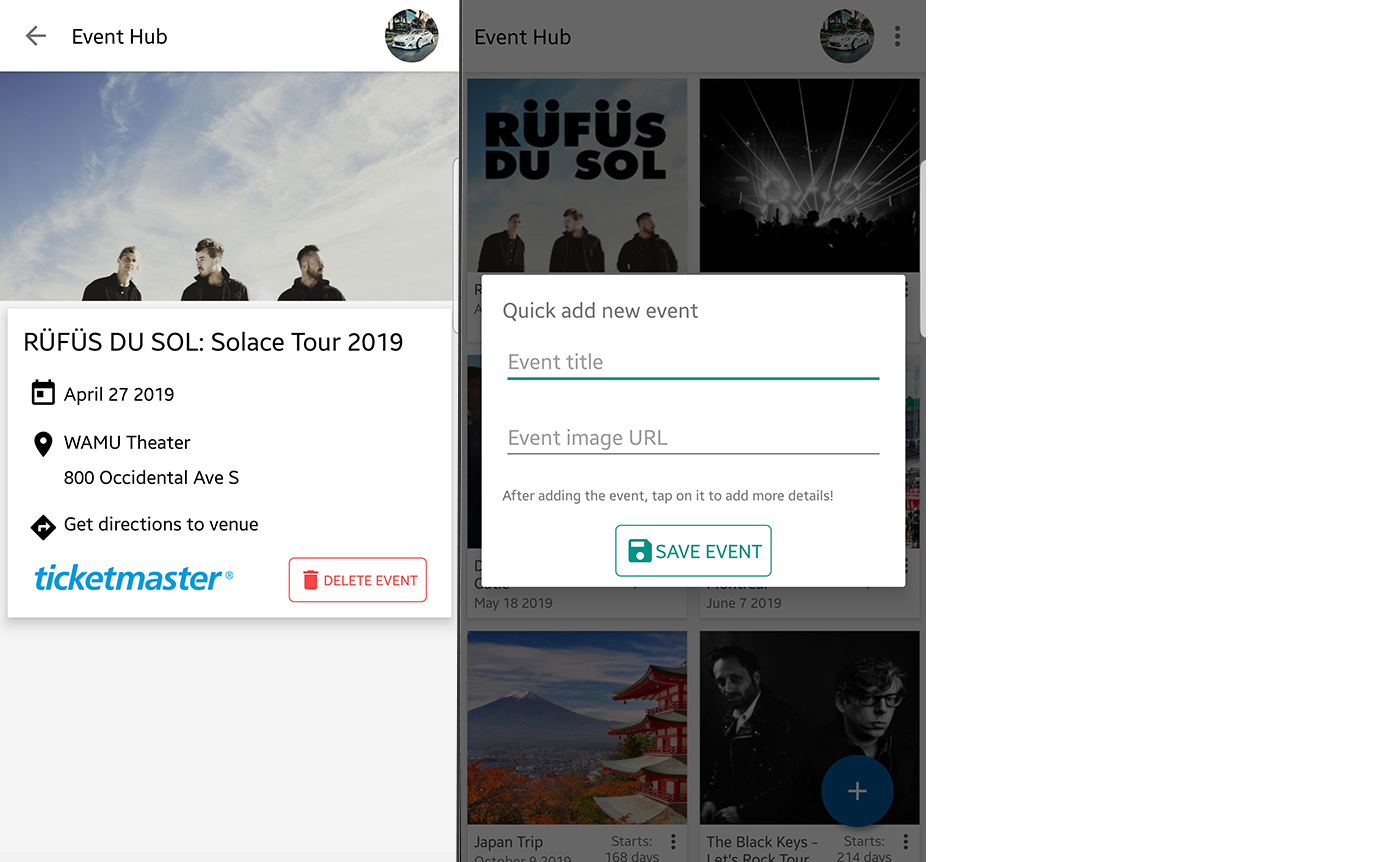 Event Hub
RÜFÜS DU SOL: Solace Tour 2019
April 27 2019
WAMU Theater
800 Occidental Ave S
Get directions to venue
ticketmaster®
DELETE EVENT
Event Hub
RÜFÜS
DU SOL
Quick add new event
Event title
Event image URL
After adding the event, tap on it to add more details!
SAVE EVENT
May 18 2019
June 7 2019
Japan Trip
Starts:
October 9 2019
168 days
The Black Keys -
Starts:
Let's Rock Tour
214 days